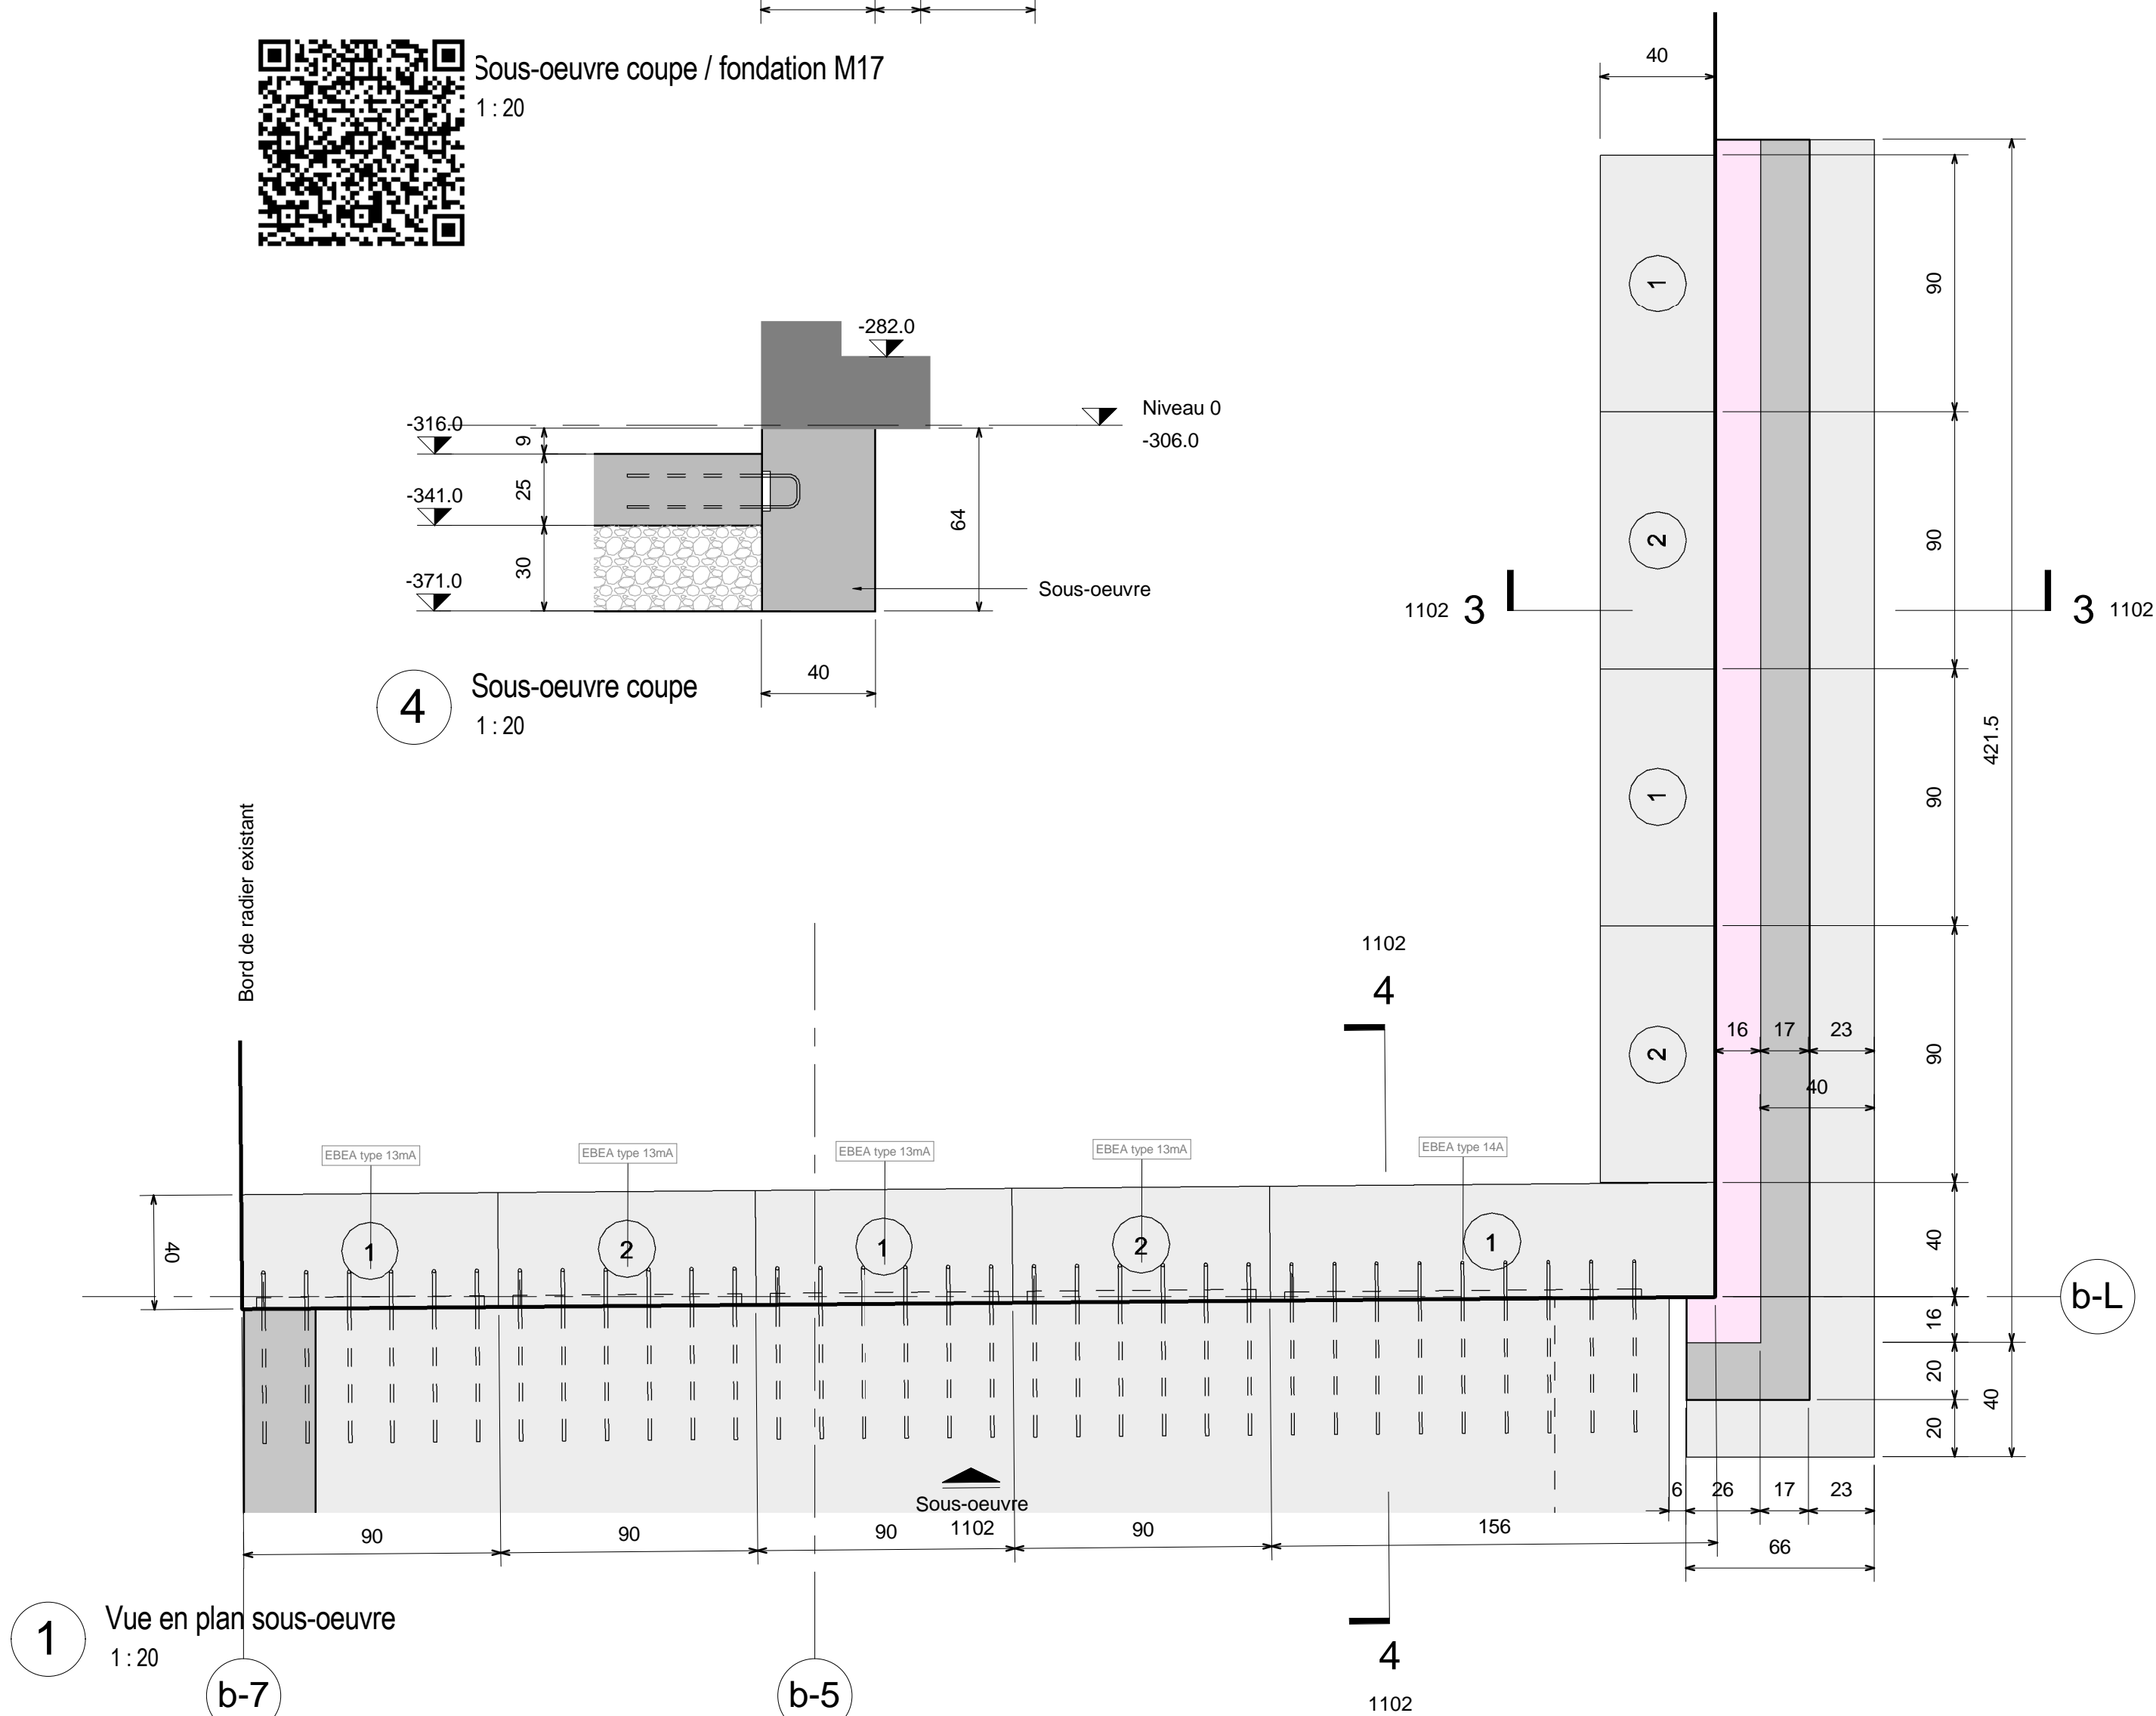 Sous-oeuvre coupe / fondation M17
1 : 20
40
-282.0
Niveau 0
-306.0
-316.0
9
-341.0
25
64
-371.0
30
Sous-oeuvre
40
4
Sous-oeuvre coupe
1 : 20
1
2
1
2
90
90
90
90
421.5
1102 3
3 1102
Bord de radier existant
1102
4
16 17 23
40
EBEA type 13mA
EBEA type 13mA
EBEA type 13mA
EBEA type 13mA
EBEA type 14A
40
1
2
1
2
1
40
b-L
16
20
40
20
Sous-oeuvre
1102
6 26 17 23
66
90
90
90
90
156
1
Vue en plan sous-oeuvre
1 : 20
b-7
b-5
4
1102